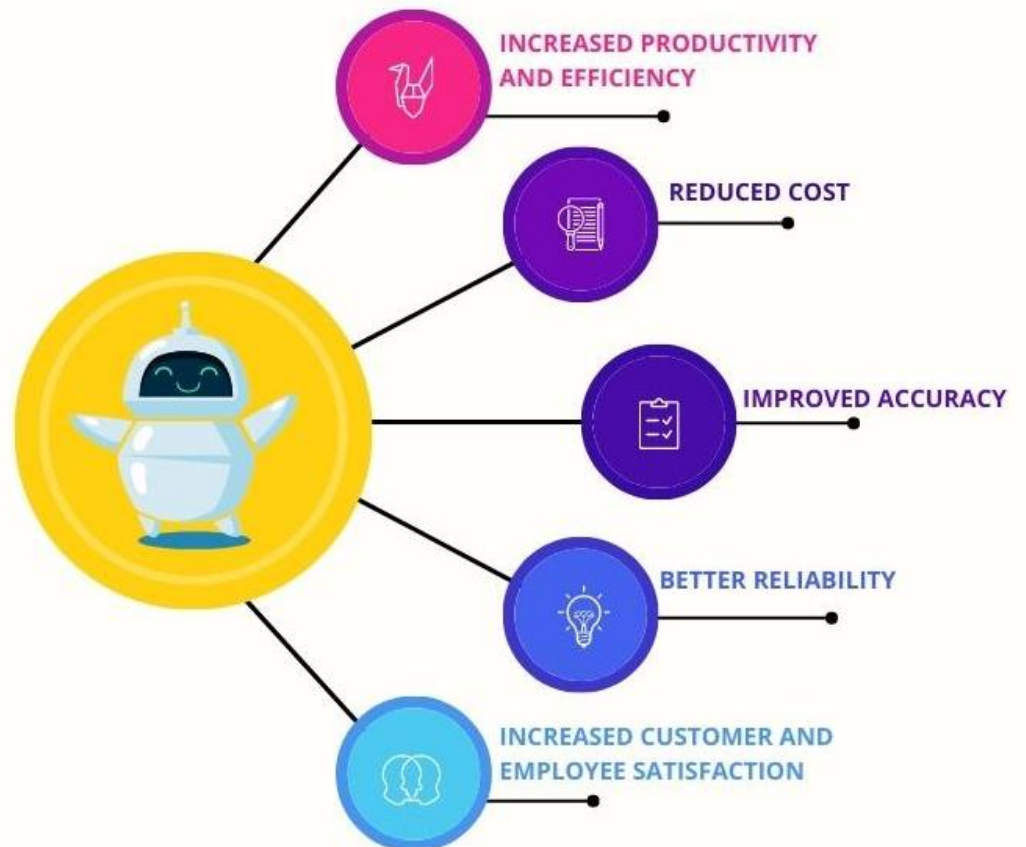 INCREASED PRODUCTIVITY
AND EFFICIENCY
REDUCED COST
IMPROVED ACCURACY
BETTER RELIABILITY
INCREASED CUSTOMER AND
EMPLOYEE SATISFACTION